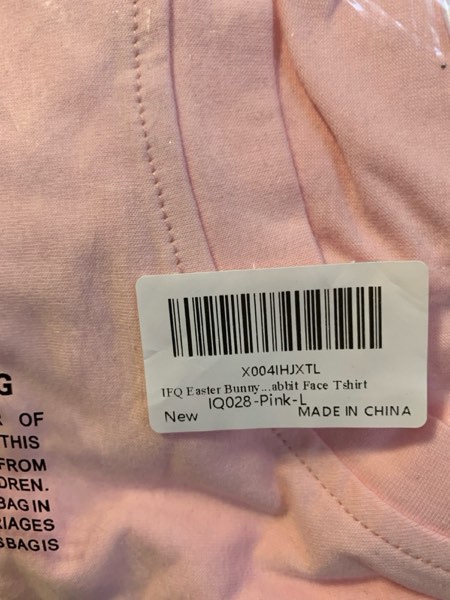 X004IHJXTL
IFQ Easter Bunny...abbit Face Tshirt
IQ028-Pink-L
New
MADE IN CHINA
G
OF
THIS
FROM
DREN.
BAG IN
RIAGES
BAG IS